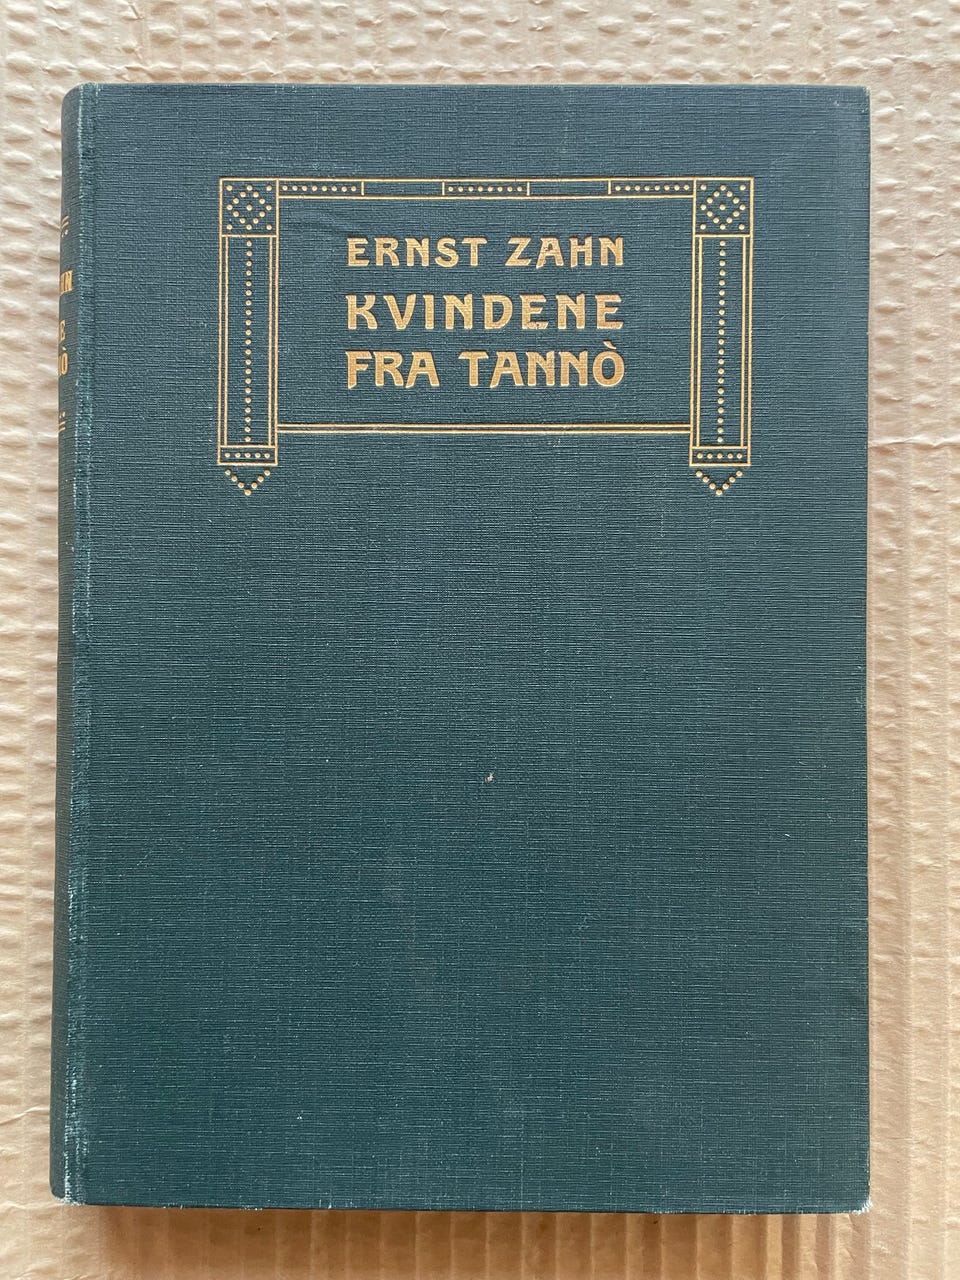 ERNST ZAHN
KVINDENE
FRA TANNÒ